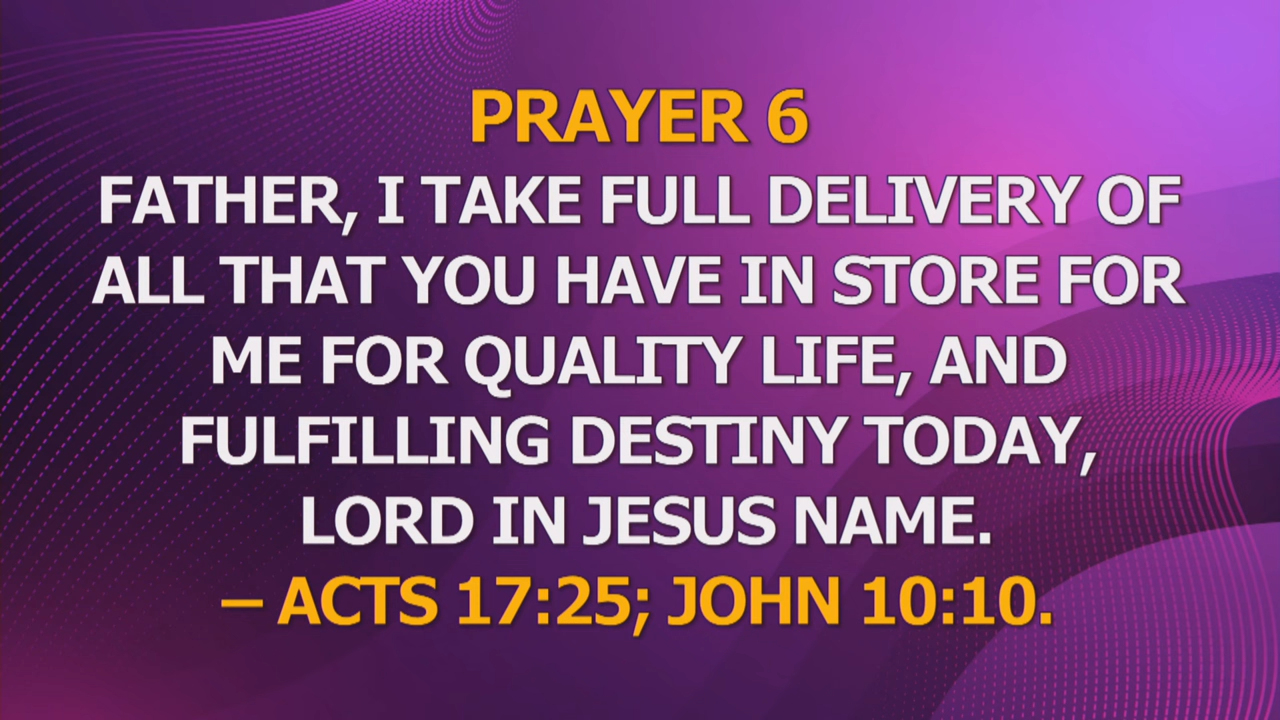 PRAYER 6
FATHER, I TAKE FULL DELIVERY OF
ALL THAT YOU HAVE IN STORE FOR
ME FOR QUALITY LIFE, AND
FULFILLING DESTINY TODAY,
LORD IN JESUS NAME.
– ACTS 17:25; JOHN 10:10.